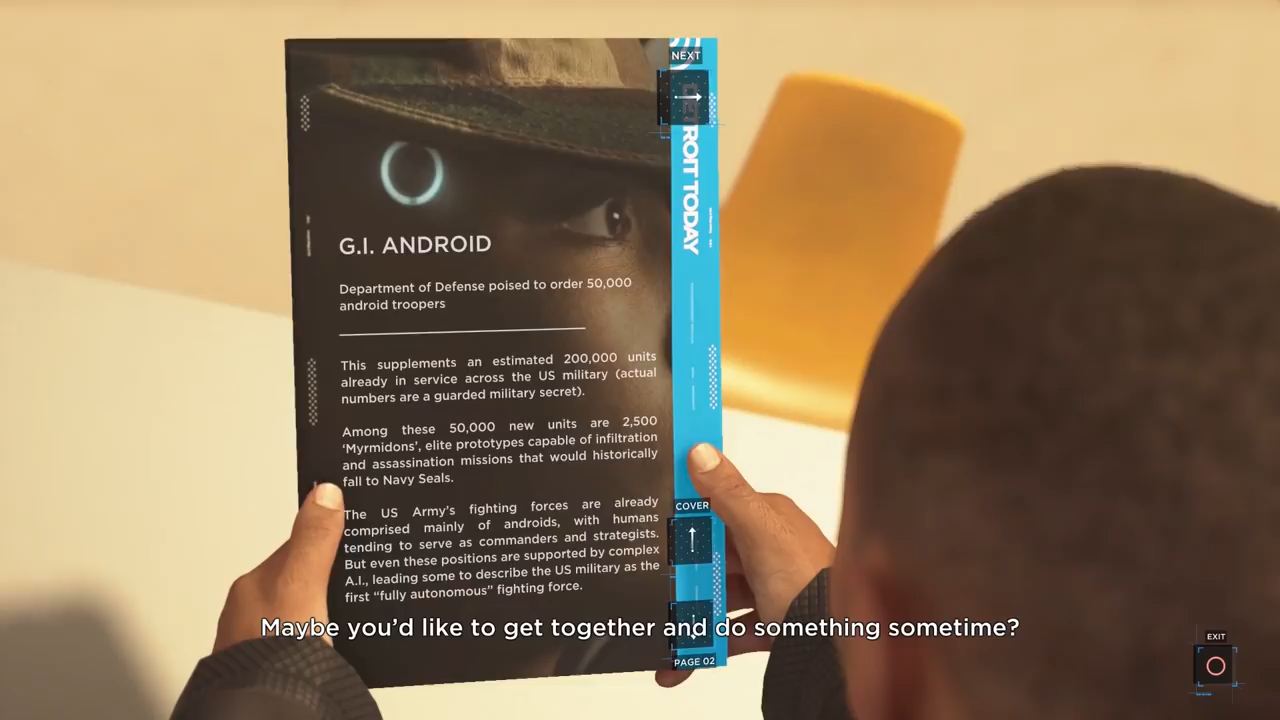 NEXT
DETROIT TODAY
G.I. ANDROID
Department of Defense poised to order 50,000
android troopers
This supplements an estimated 200,000 units
already in service across the US military (actual
numbers are a guarded military secret).
Among these 50,000 new units are 2,500
‘Myrmidons’, elite prototypes capable of infiltration
and assassination missions that would historically
fall to Navy Seals.
The US Army’s fighting forces are already
comprised mainly of androids, with humans
tending to serve as commanders and strategists.
But even these positions are supported by complex
A.I., leading some to describe the US military as the
first “fully autonomous” fighting force.
COVER
Maybe you’d like to get together and do something sometime?
EXIT
PAGE 02